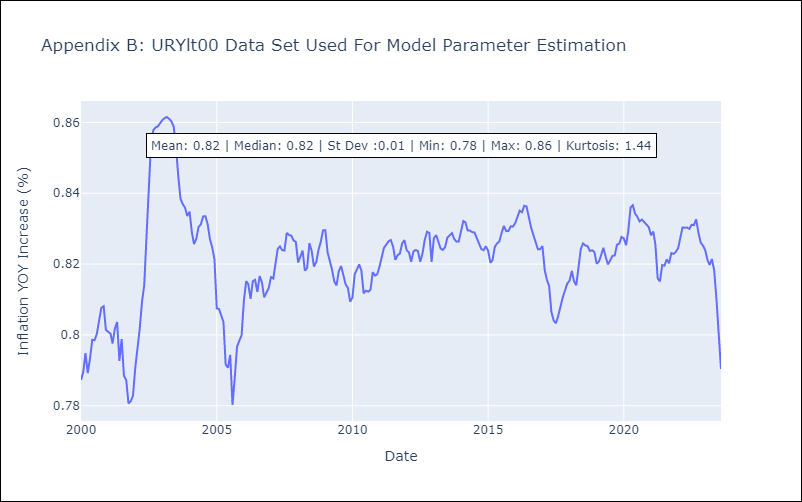 Appendix B: URYlt00 Data Set Used For Model Parameter Estimation
Mean: 0.82 | Median: 0.82 | St Dev :0.01 | Min: 0.78 | Max: 0.86 | Kurtosis: 1.44
Inflation YOY Increase (%)
0.86
0.84
0.82
0.8
0.78
2000
2005
2010
2015
2020
Date